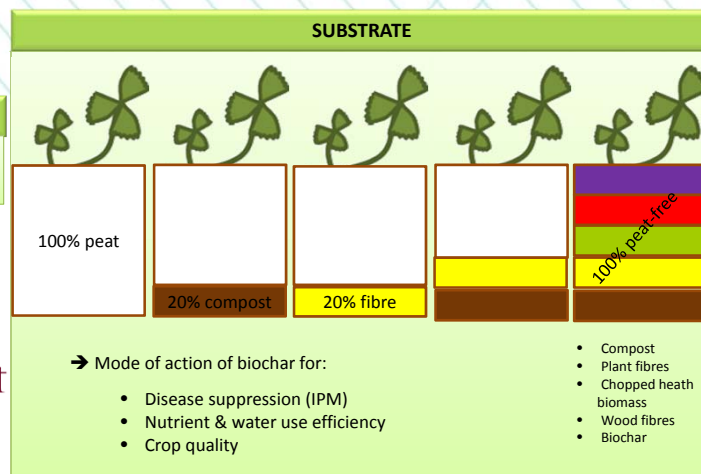 SUBSTRATE
100% peat
20% compost
20% fibre
100% peat-free
➔ Mode of action of biochar for:
• Disease suppression (IPM)
• Nutrient & water use efficiency
• Crop quality
• Compost
• Plant fibres
• Chopped heath
biomass
• Wood fibres
• Biochar